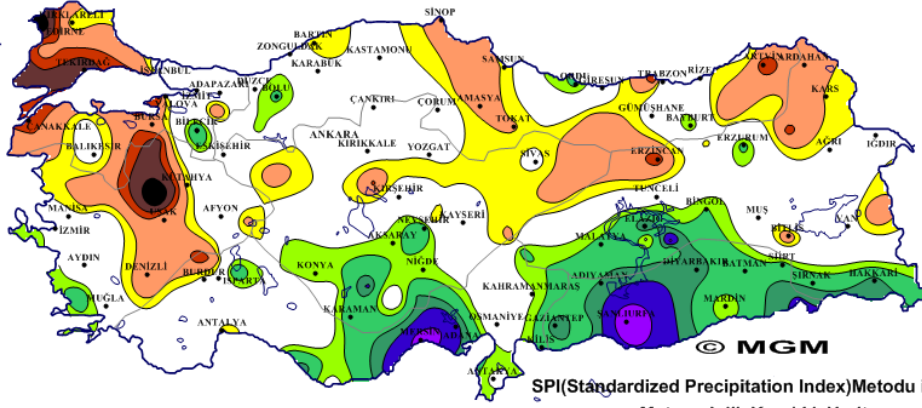 SİNOP
KIRKLARELİ
EDİRNE
BARTIN
ZONGULDAK
KASTAMONU
KARABUK
SAMSUN
TEKİRDAĞ
İSTANBUL
ADAPAZARI
DÜZCE
BOLU
ORDU
GİRESUN
TRABZON
RİZE
ARTVİN
ARDAHAN
KARS
YALOVA
İZMİT
ÇANAKKALE
BURSA
BİLECİK
ÇANKIRI
ÇORUM
AMASYA
TOKAT
GÜMÜŞHANE
BAYBURT
ERZURUM
AĞRI
IĞDIR
BALIKESİR
ESKİŞEHİR
ANKARA
KIRIKKALE
YOZGAT
SİVAS
ERZİNCAN
KÜTAHYA
KIRŞEHİR
TUNCELİ
BİNGÖL
MANİSA
UŞAK
AFYON
NEVŞEHİR
KAYSERİ
ELAZIĞ
MUŞ
VAN
İZMİR
AKSARAY
MALATYA
BİTLİS
AYDIN
DENİZLİ
BURDUR
ISPARTA
KONYA
NİĞDE
KAHRAMANMARAŞ
ADIYAMAN
DİYARBAKIR
BATMAN
SİİRT
ŞIRNAK
HAKKARİ
MUĞLA
ANTALYA
KARAMAN
MERSİN
ADANA
OSMANİYE
GAZİANTEP
ŞANLIURFA
MARDİN
KİLİS
ANTAKYA
© MGM
SPI(Standardized Precipitation Index)Metodu